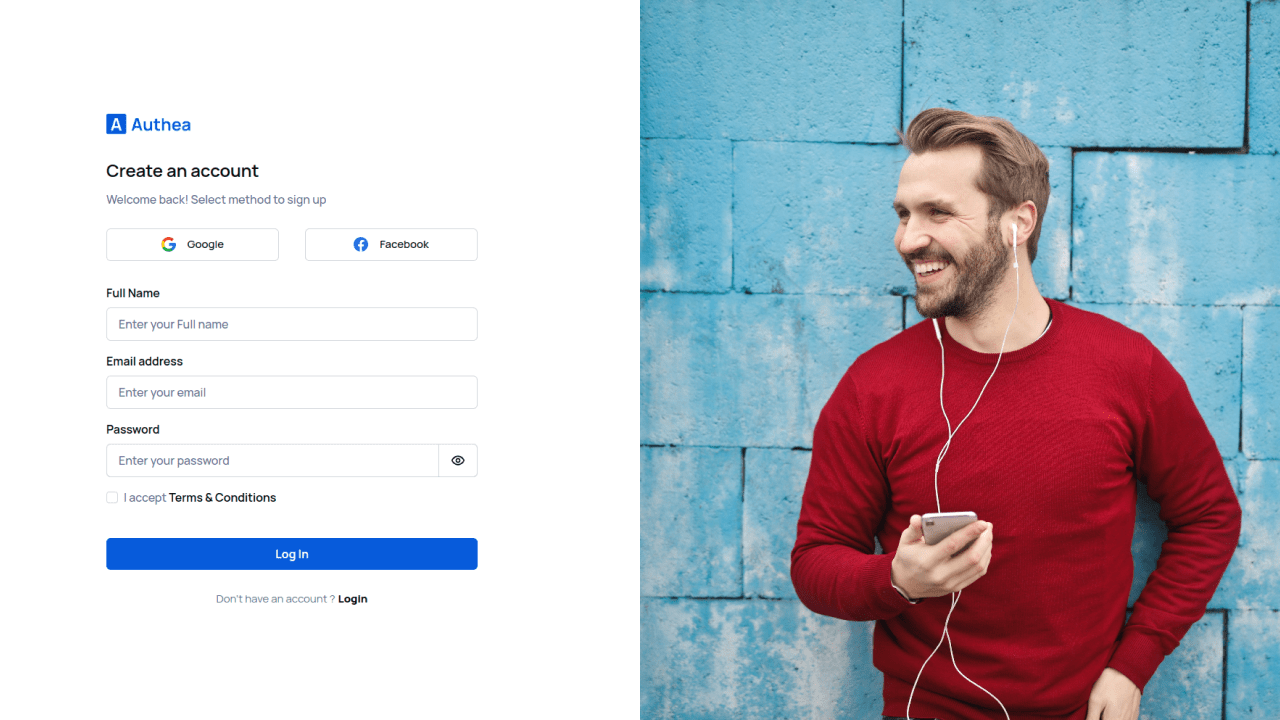 A Authea
Create an account
Welcome back! Select method to sign up
Google
Facebook
Full Name
Enter your Full name
Email address
Enter your email
Password
Enter your password
I accept Terms & Conditions
Log In
Don't have an account ? Login